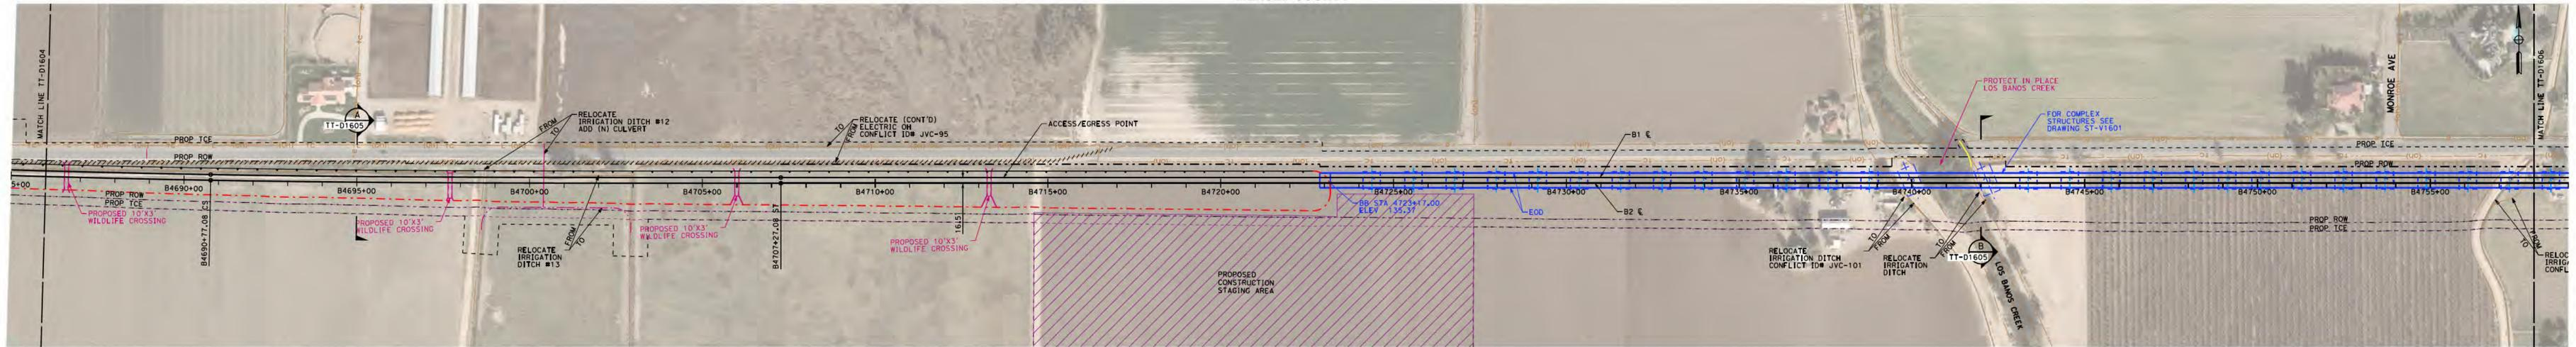 MATCH LINE TT-D1604
A
TT-D1605
PROP TCE
PROP ROW
5+00
B4690+00
B4695+00
B4700+00
B4705+00
B4710+00
B4715+00
B4720+00
B4725+00
B4730+00
B4735+00
B4740+00
B4745+00
B4750+00
B4755+00
PROP ROW
PROP TCE
PROPOSED 10'X3'
WILDLIFE CROSSING
B4690+77.08 CS
PROPOSED 10'X3'
WILDLIFE CROSSING
FROM
TO
RELOCATE
IRRIGATION DITCH #12
ADD (N) CULVERT
RELOCATE
IRRIGATION
DITCH #13
FROM
TO
PROPOSED 10'X3'
WILDLIFE CROSSING
B4707+27.08 ST
TO
FROM
RELOCATE (CONT'D)
ELECTRIC OH
CONFLICT ID# JVC-95
ACCESS/EGRESS POINT
PROPOSED 10'X3'
WILDLIFE CROSSING
16.51
PROPOSED
CONSTRUCTION
STAGING AREA
BB STA 4723+17.00
ELEV 135.37
EOD
B1 ℄
B2 ℄
PROTECT IN PLACE
LOS BANOS CREEK
FOR COMPLEX
STRUCTURES SEE
DRAWING ST-V1601
RELOCATE
IRRIGATION DITCH
CONFLICT ID# JVC-101
TO
FROM
RELOCATE
IRRIGATION
DITCH
TO
FROM
B
TT-D1605
LOS BANOS CREEK
MONROE AVE
MATCH LINE TT-D1606
PROP TCE
PROP ROW
PROP ROW
PROP TCE
FROM
TO
RELOC
IRRIGA
CONFL